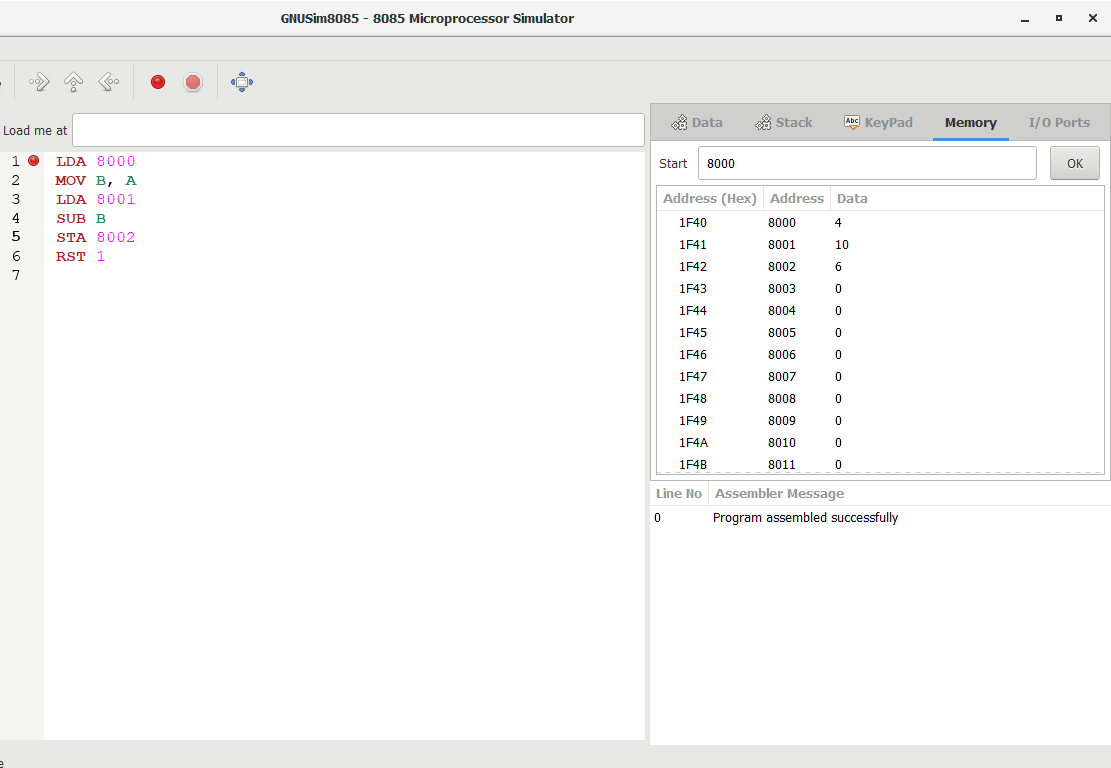 GNUSim8085 - 8085 Microprocessor Simulator
Load me at
1 LDA 8000
2 MOV B, A
3 LDA 8001
4 SUB B
5 STA 8002
6 RST 1
7
Data Stack Abc KeyPad Memory I/O Ports
Start 8000 OK
Address (Hex) Address Data
1F40 8000 4
1F41 8001 10
1F42 8002 6
1F43 8003 0
1F44 8004 0
1F45 8005 0
1F46 8006 0
1F47 8007 0
1F48 8008 0
1F49 8009 0
1F4A 8010 0
1F4B 8011 0
Line No Assembler Message
0 Program assembled successfully